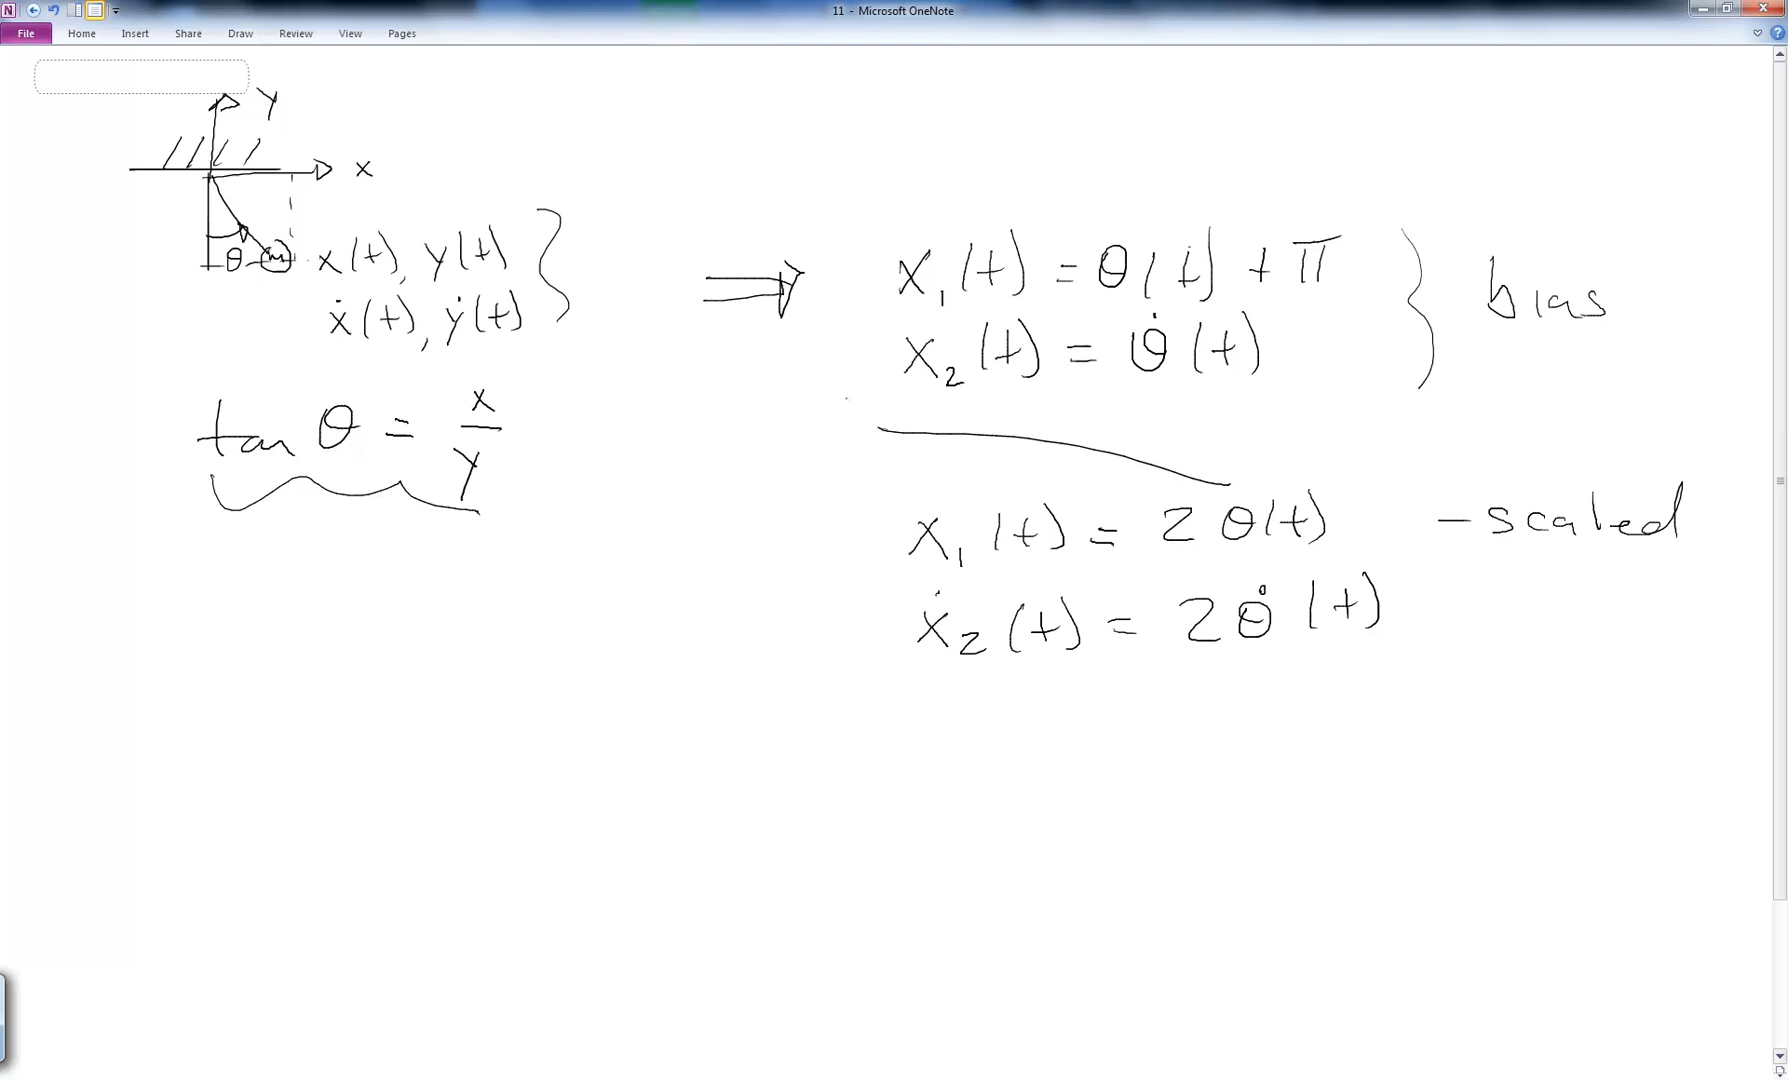 11 - Microsoft OneNote
File Home Insert Share Draw Review View Pages
Y
X
θ m x(t), y(t)
ẋ(t), ẏ(t)
tan θ = x/y
x₁(t) = θ(t) + π
x₂(t) = θ̇(t)
bias
x₁(t) = 2θ(t) - scaled
ẋ₂(t) = 2θ̇(t)